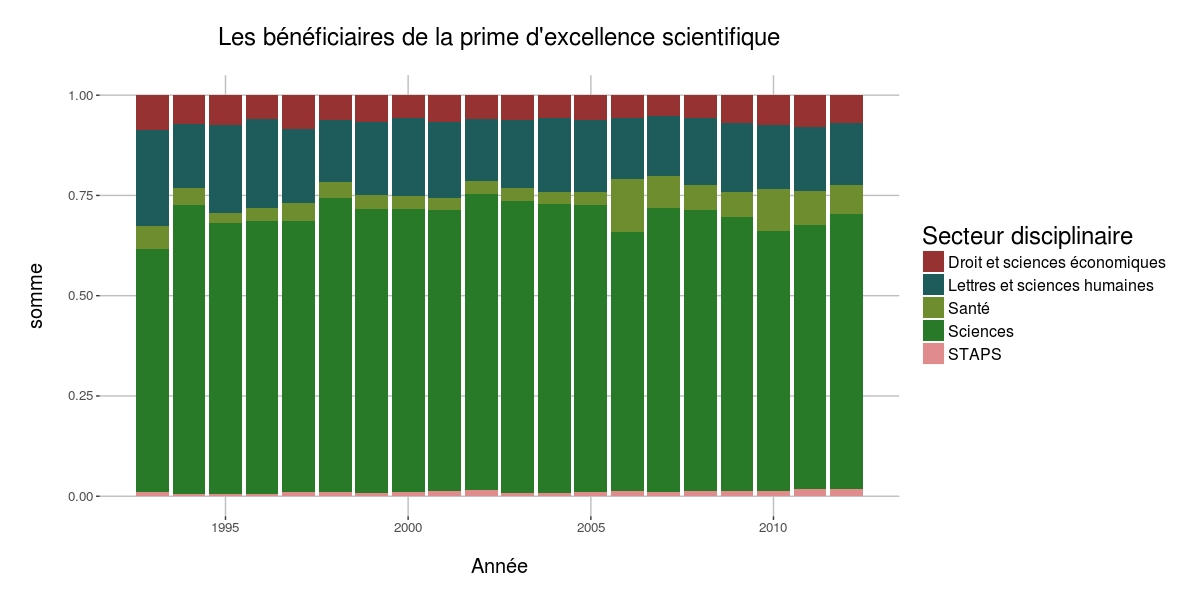 Les bénéficiaires de la prime d'excellence scientifique
1.00
0.75
0.50
0.25
0.00
somme
1995
2000
2005
2010
Année
Secteur disciplinaire
Droit et sciences économiques
Lettres et sciences humaines
Santé
Sciences
STAPS